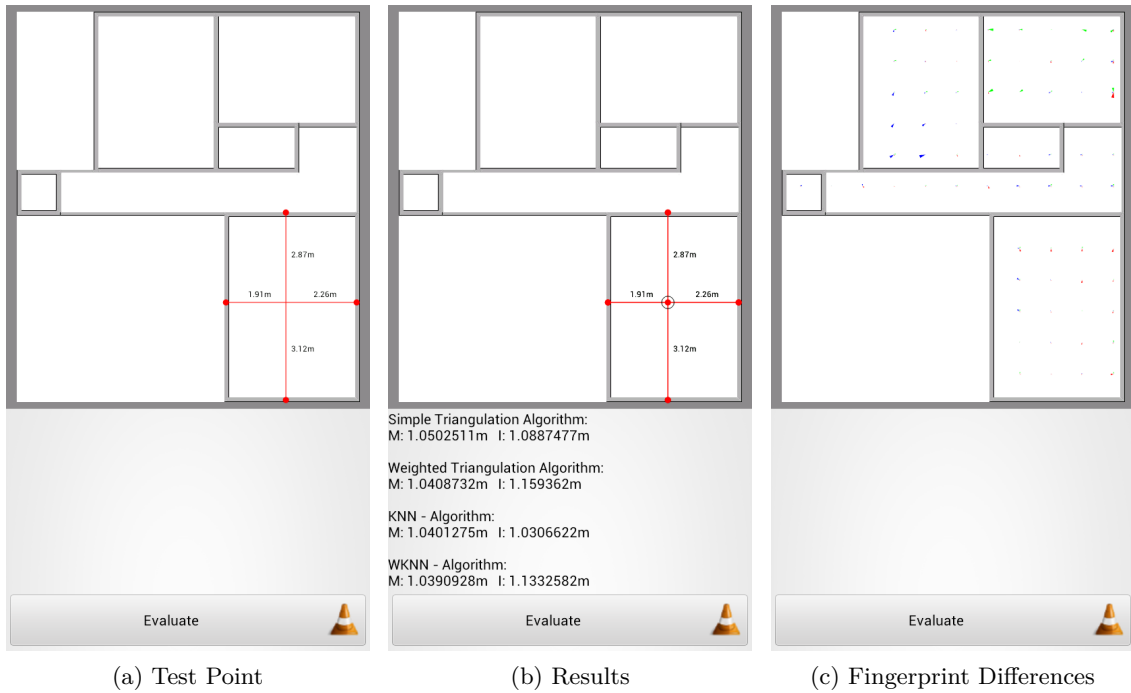 2.87m
1.91m 2.26m
3.12m
Evaluate
(a) Test Point
2.87m
1.91m 2.26m
3.12m
Simple Triangulation Algorithm:
M: 1.0502511m I: 1.0887477m
Weighted Triangulation Algorithm:
M: 1.0408732m I: 1.159362m
KNN - Algorithm:
M: 1.0401275m I: 1.0306622m
WKNN - Algorithm:
M: 1.0390928m I: 1.1332582m
Evaluate
(b) Results
Evaluate
(c) Fingerprint Differences